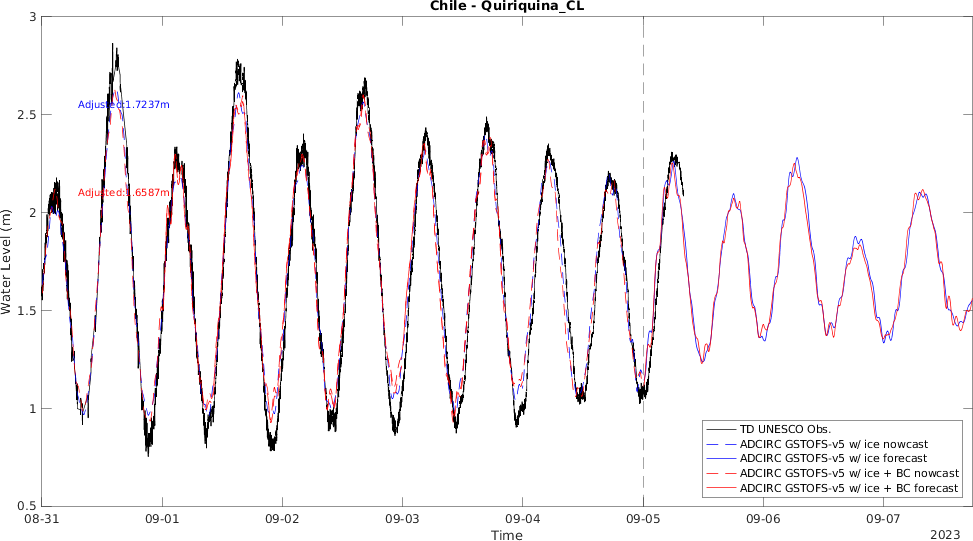 Chile - Quiriquina_CL
3
2.5
2
1.5
1
0.5
Water Level (m)
Adjusted:1.7237m
Adjusted:1.6587m
TD UNESCO Obs.
ADCIRC GSTOFS-v5 w/ ice nowcast
ADCIRC GSTOFS-v5 w/ ice forecast
ADCIRC GSTOFS-v5 w/ ice + BC nowcast
ADCIRC GSTOFS-v5 w/ ice + BC forecast
08-31 09-01 09-02 09-03 09-04 09-05 09-06 09-07
Time
2023